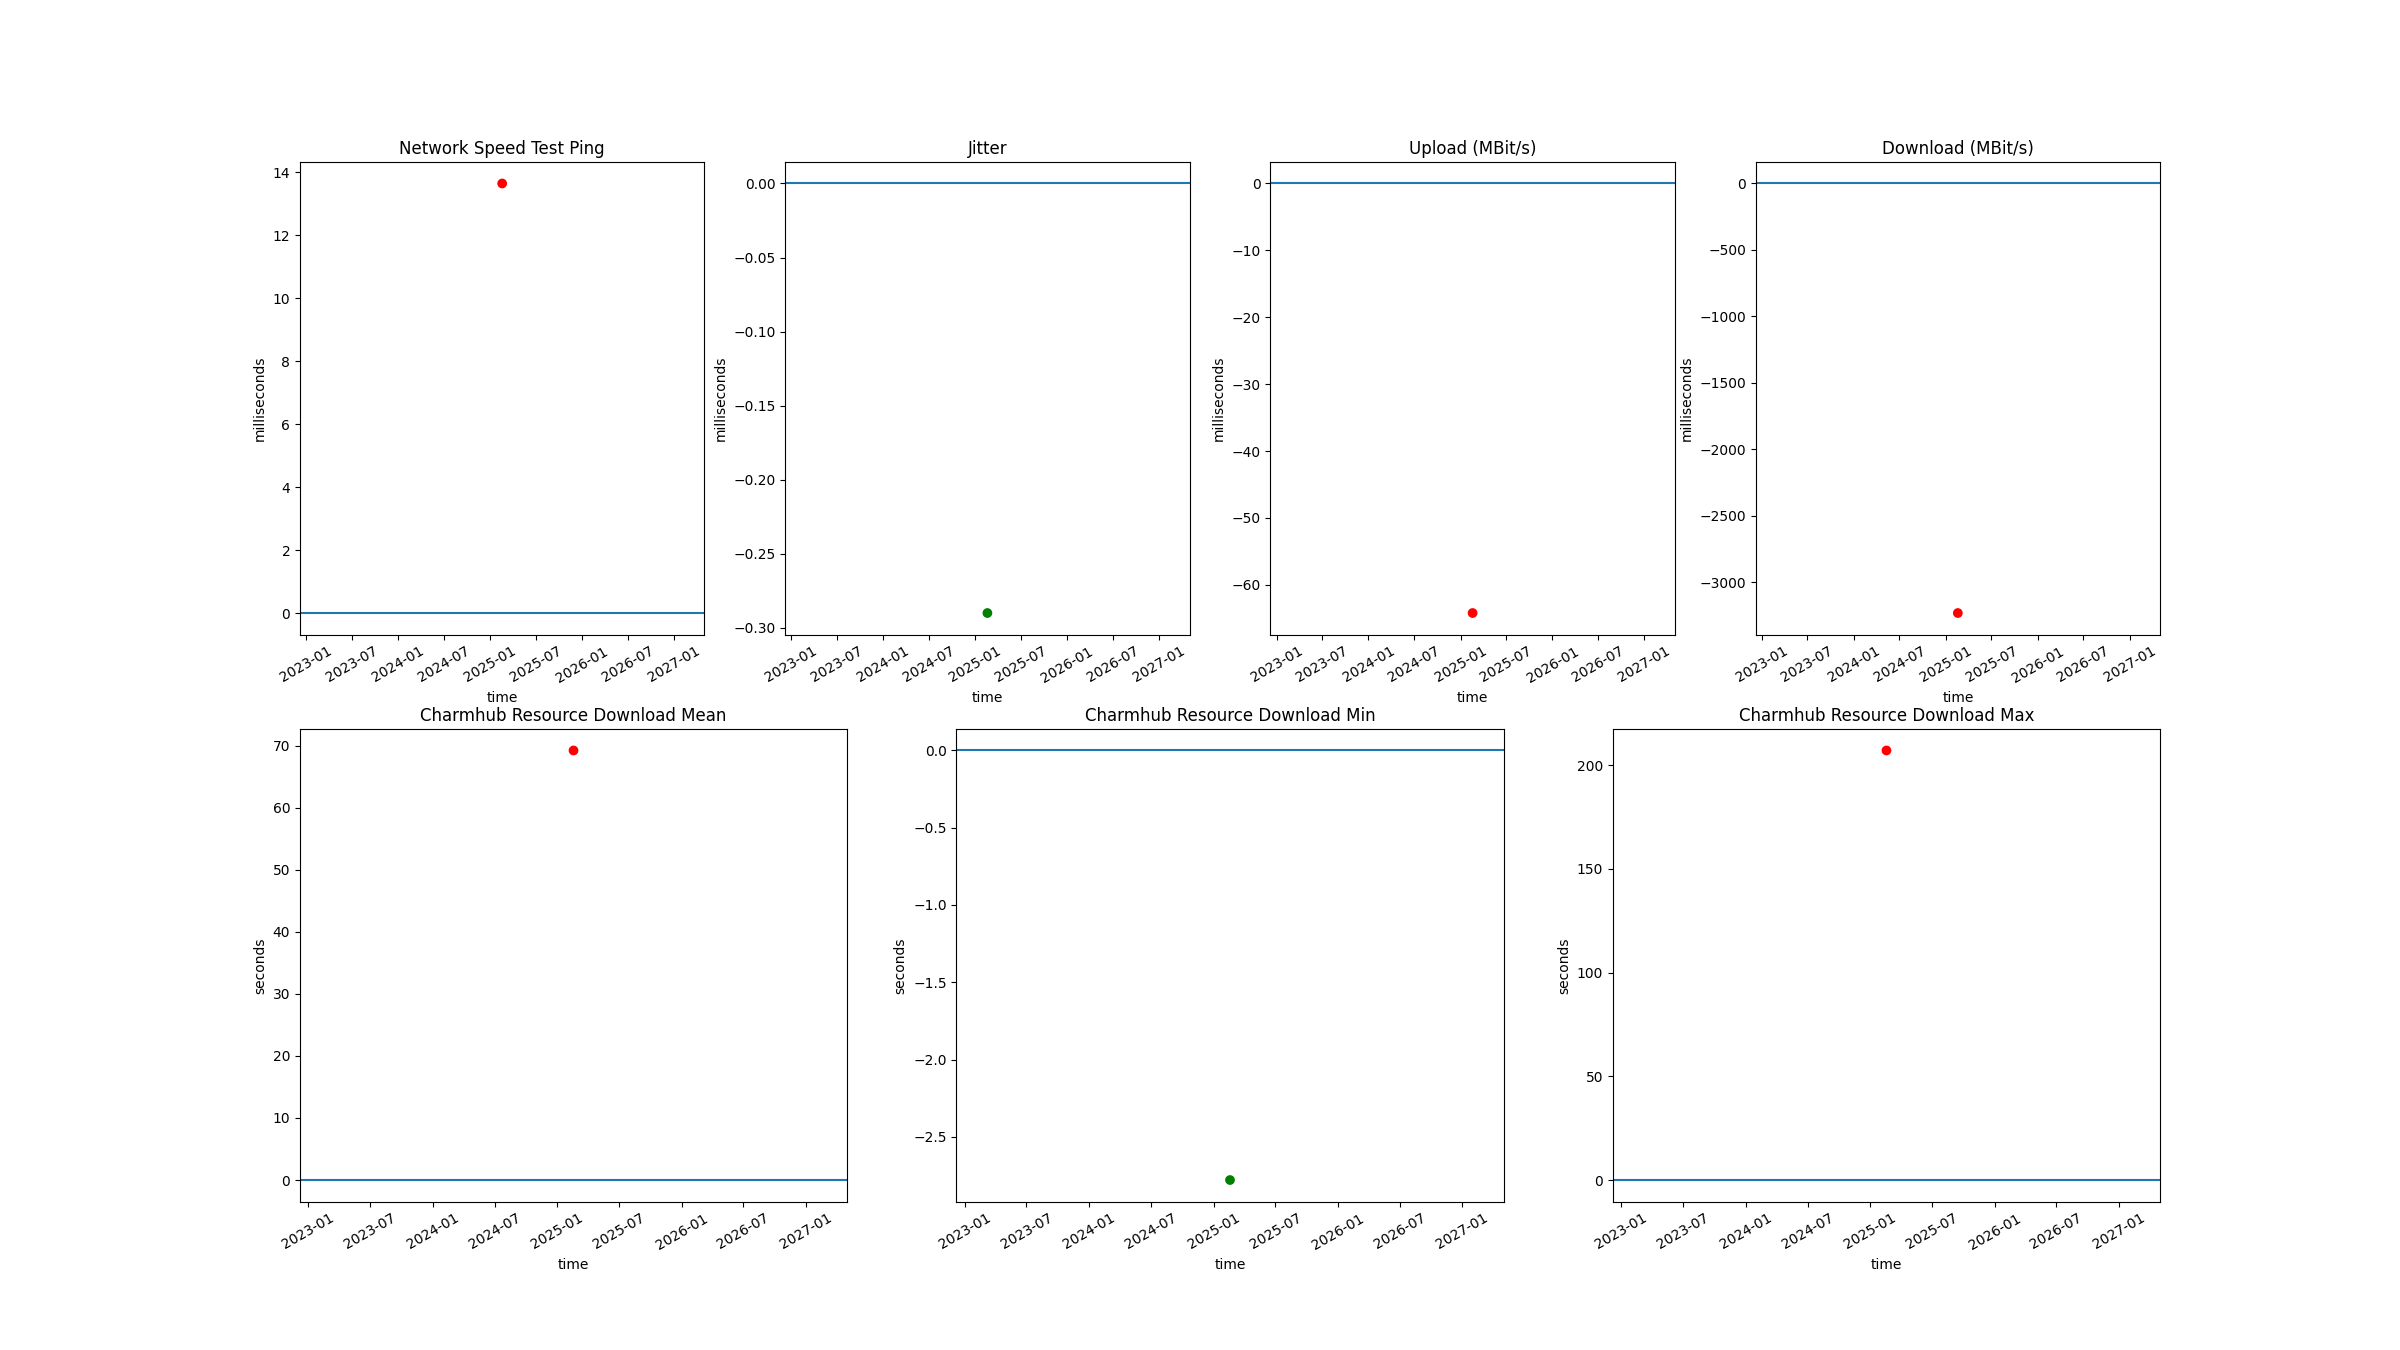 Network Speed Test Ping
14
12
10
8
6
4
2
0
milliseconds
2023-01 2023-07 2024-01 2024-07 2025-01 2025-07 2026-01 2026-07 2027-01
time
Jitter
0.00
−0.05
−0.10
−0.15
−0.20
−0.25
−0.30
milliseconds
2023-01 2023-07 2024-01 2024-07 2025-01 2025-07 2026-01 2026-07 2027-01
time
Upload (MBit/s)
0
−10
−20
−30
−40
−50
−60
milliseconds
2023-01 2023-07 2024-01 2024-07 2025-01 2025-07 2026-01 2026-07 2027-01
time
Download (MBit/s)
0
−500
−1000
−1500
−2000
−2500
−3000
milliseconds
2023-01 2023-07 2024-01 2024-07 2025-01 2025-07 2026-01 2026-07 2027-01
time
Charmhub Resource Download Mean
70
60
50
40
30
20
10
0
seconds
2023-01 2023-07 2024-01 2024-07 2025-01 2025-07 2026-01 2026-07 2027-01
time
Charmhub Resource Download Min
0.0
−0.5
−1.0
−1.5
−2.0
−2.5
seconds
2023-01 2023-07 2024-01 2024-07 2025-01 2025-07 2026-01 2026-07 2027-01
time
Charmhub Resource Download Max
200
150
100
50
0
seconds
2023-01 2023-07 2024-01 2024-07 2025-01 2025-07 2026-01 2026-07 2027-01
time